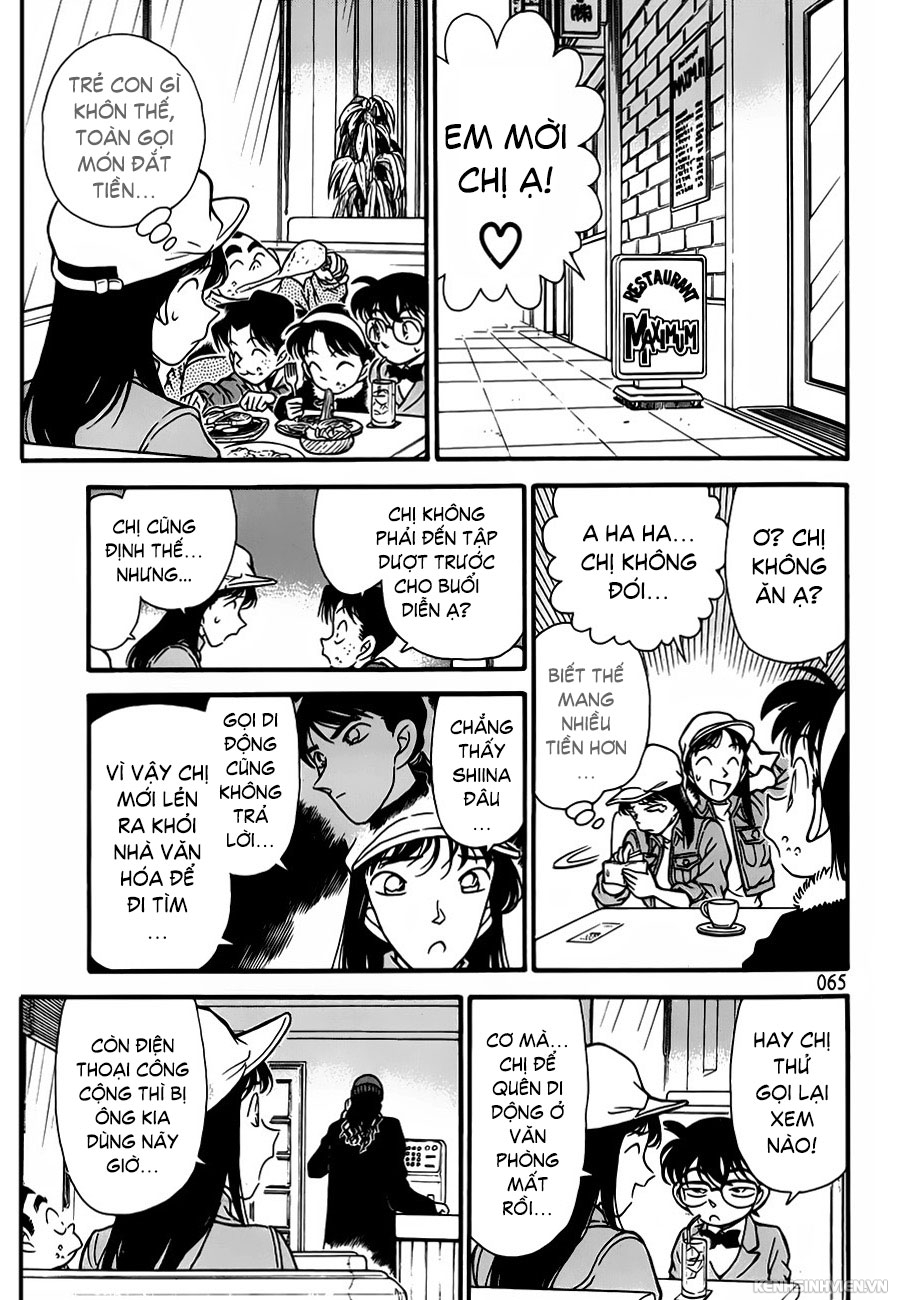 EM MỜI
CHỊ Ạ!
MAXIMUM
RESTAURANT
MAXIMUM
TRẺ CON GÌ
KHÔN THẾ,
TOÀN GỌI
MÓN ĐẮT
TIỀN...
Ơ? CHỊ
KHÔNG
ĂN Ạ?
A HA HA...
CHỊ KHÔNG
ĐÓI...
BIẾT THẾ
MANG
NHIỀU
TIỀN HƠN
...
CHỊ KHÔNG
PHẢI ĐẾN TẬP
DƯỢT TRƯỚC
CHO BUỔI
DIỄN Ạ?
CHỊ CŨNG
ĐỊNH THẾ...
NHƯNG...
CHẲNG
THẤY
SHIINA
ĐÂU
...
GỌI DI
ĐỘNG
CŨNG
KHÔNG
TRẢ
LỜI...
VÌ VẬY CHỊ
MỚI LÉN
RA KHỎI
NHÀ VĂN
HÓA ĐỂ
ĐI TÌM
...
065
HAY CHỊ
THỬ
GỌI LẠI
XEM
NÀO!
CƠ MÀ...
CHỊ ĐỂ
QUÊN DI
ĐỘNG Ở
VĂN
PHÒNG
MẤT
RỒI...
CÒN ĐIỆN
THOẠI CÔNG
CỘNG THÌ BỊ
ÔNG KIA
DÙNG NÃY
GIỜ...
KENHSINHVIEN.VN